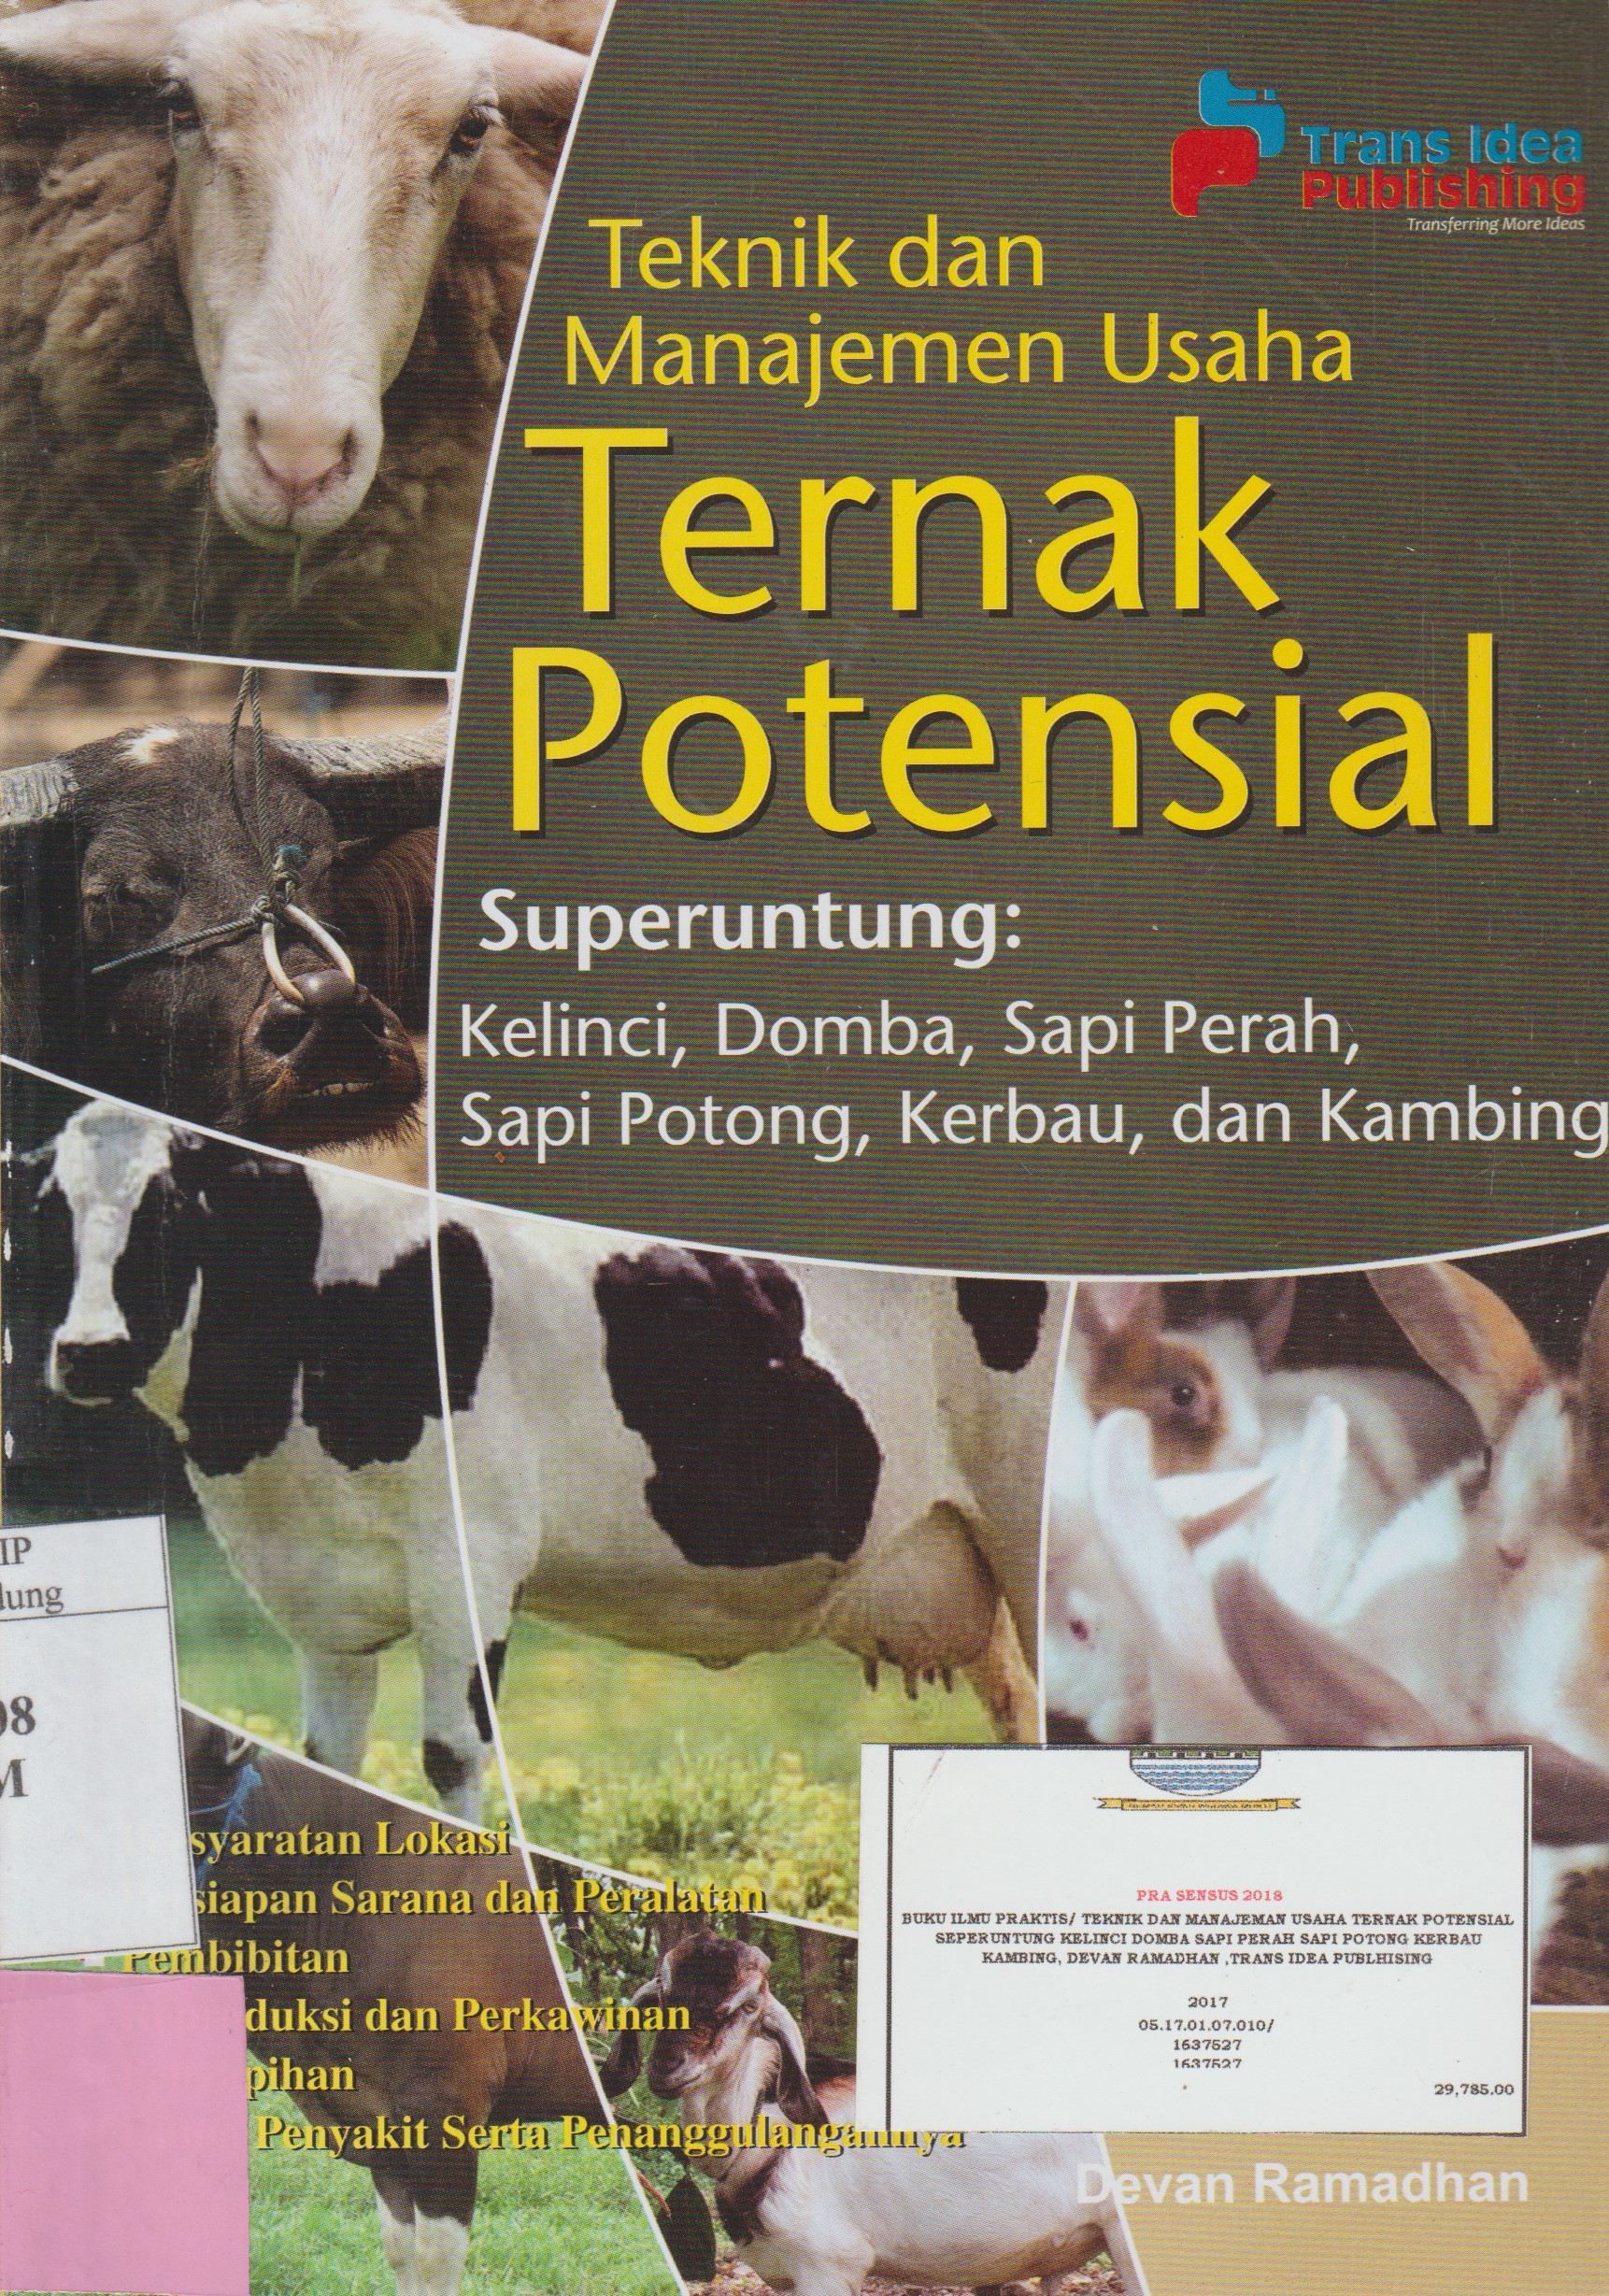 Trans Idea
Publishing
Transferring More Ideas
Teknik dan
Manajemen Usaha
Ternak
Potensial
Superuntung:
Kelinci, Domba, Sapi Perah,
Sapi Potong, Kerbau, dan Kambing
IP
dung
08
M
syaratan Lokasi
siapan Sarana dan Peralatan
Pembibitan
duksi dan Perkawinan
pihan
Penyakit Serta Penanggulangannya
PRA SENSUS 2018
BUKU ILMU PRAKTIS/ TEKNIK DAN MANAJEMAN USAHA TERNAK POTENSIAL
SEPERUNTUNG KELINCI DOMBA SAPI PERAH SAPI POTONG KERBAU
KAMBING, DEVAN RAMADHAN ,TRANS IDEA PUBLHISING
2017
05.17.01.07.010/
1637527
1637527
29,785.00
Devan Ramadhan